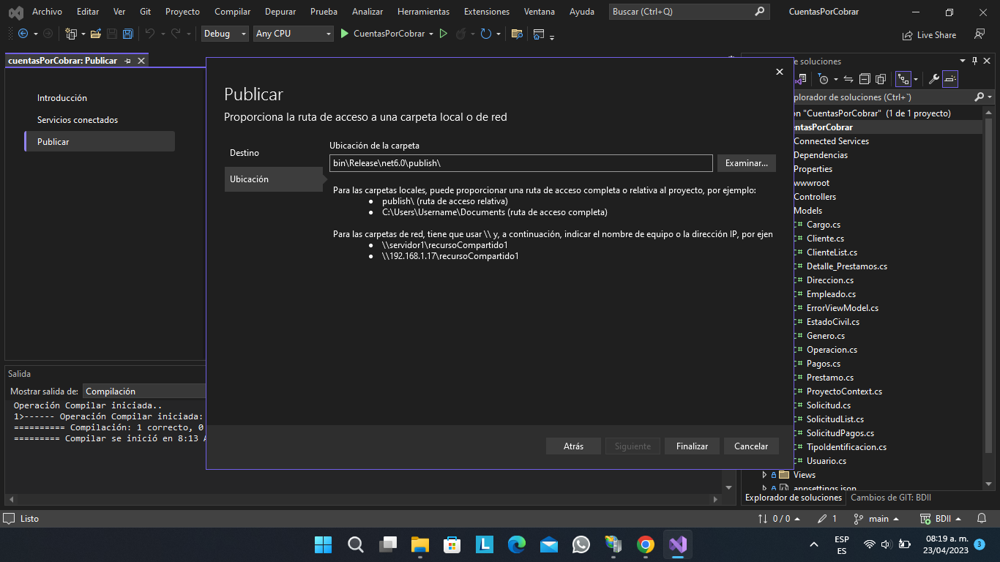 Archivo Editar Ver Git Proyecto Compilar Depurar Prueba Analizar Herramientas Extensiones Ventana Ayuda Buscar (Ctrl+Q) CuentasPorCobrar
Debug Any CPU CuentasPorCobrar Live Share
cuentasPorCobrar: Publicar
Introducción
Servicios conectados
Publicar
Publicar
Proporciona la ruta de acceso a una carpeta local o de red
Destino
Ubicación
Ubicación de la carpeta
bin\Release\net6.0\publish\ Examinar...
Para las carpetas locales, puede proporcionar una ruta de acceso completa o relativa al proyecto, por ejemplo:
• publish\ (ruta de acceso relativa)
• C:\Users\Username\Documents (ruta de acceso completa)
Para las carpetas de red, tiene que usar \\ y, a continuación, indicar el nombre de equipo o la dirección IP, por ejen
• \\servidor1\recursoCompartido1
• \\192.168.1.17\recursoCompartido1
Atrás Siguiente Finalizar Cancelar
de soluciones
plorador de soluciones (Ctrl+`)
ón "CuentasPorCobrar" (1 de 1 proyecto)
entasPorCobrar
Connected Services
Dependencias
Properties
wwwroot
Controllers
Models
C# Cargo.cs
C# Cliente.cs
C# ClienteList.cs
C# Detalle_Prestamos.cs
C# Direccion.cs
C# Empleado.cs
C# ErrorViewModel.cs
C# EstadoCivil.cs
C# Genero.cs
C# Operacion.cs
C# Pagos.cs
C# Prestamo.cs
C# ProyectoContext.cs
C# Solicitud.cs
C# SolicitudList.cs
C# SolicitudPagos.cs
C# TipoIdentificacion.cs
C# Usuario.cs
Views
appsettings.json
Explorador de soluciones Cambios de GIT: BDII
Salida
Mostrar salida de: Compilación
Operación Compilar iniciada..
1>------ Operación Compilar iniciada:
========== Compilación: 1 correcto, 0
========= Compilar se inició en 8:13 A
Listo 0 / 0 1 main BDII
L ESP
ES
08:19 a. m.
23/04/2023
3